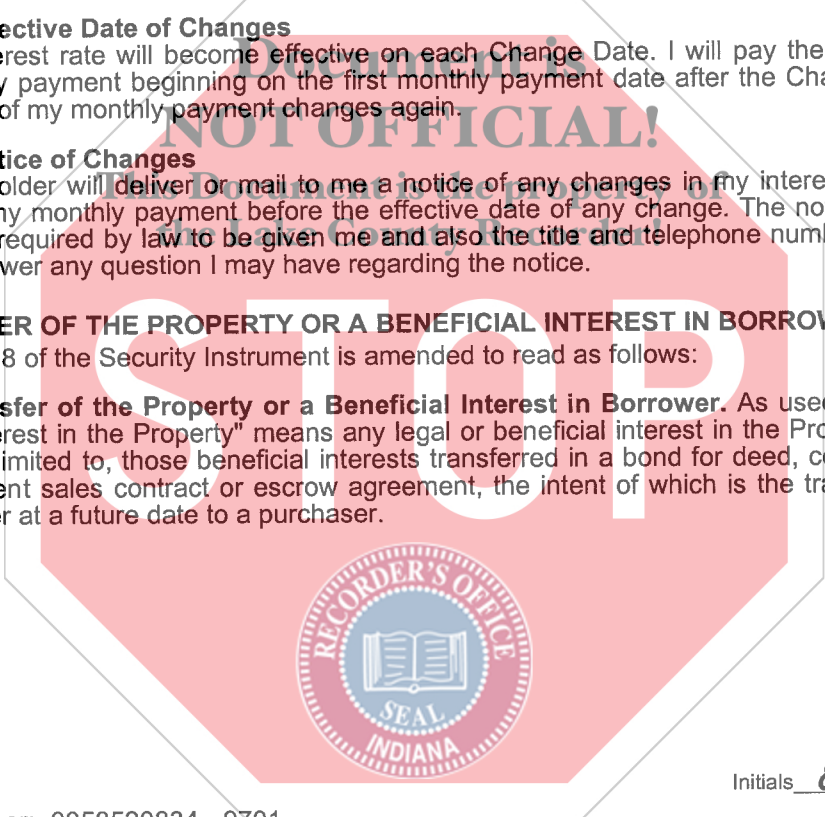 ective Date of Changes
erest rate will become effective on each Change Date. I will pay the
y payment beginning on the first monthly payment date after the Cha
of my monthly payment changes again.
tice of Changes
older will deliver or mail to me a notice of any changes in my intere
ny monthly payment before the effective date of any change. The no
required by law to be given me and also the title and telephone num
wer any question I may have regarding the notice.
ER OF THE PROPERTY OR A BENEFICIAL INTEREST IN BORROW
8 of the Security Instrument is amended to read as follows:
sfer of the Property or a Beneficial Interest in Borrower. As used
erest in the Property" means any legal or beneficial interest in the Pro
imited to, those beneficial interests transferred in a bond for deed, co
ent sales contract or escrow agreement, the intent of which is the tra
r at a future date to a purchaser.
Document is
NOT OFFICIAL!
This Document is the property of
the Lake County Recorder!
STOP
RECORDER'S OFFICE
SEAL
INDIANA
Initials